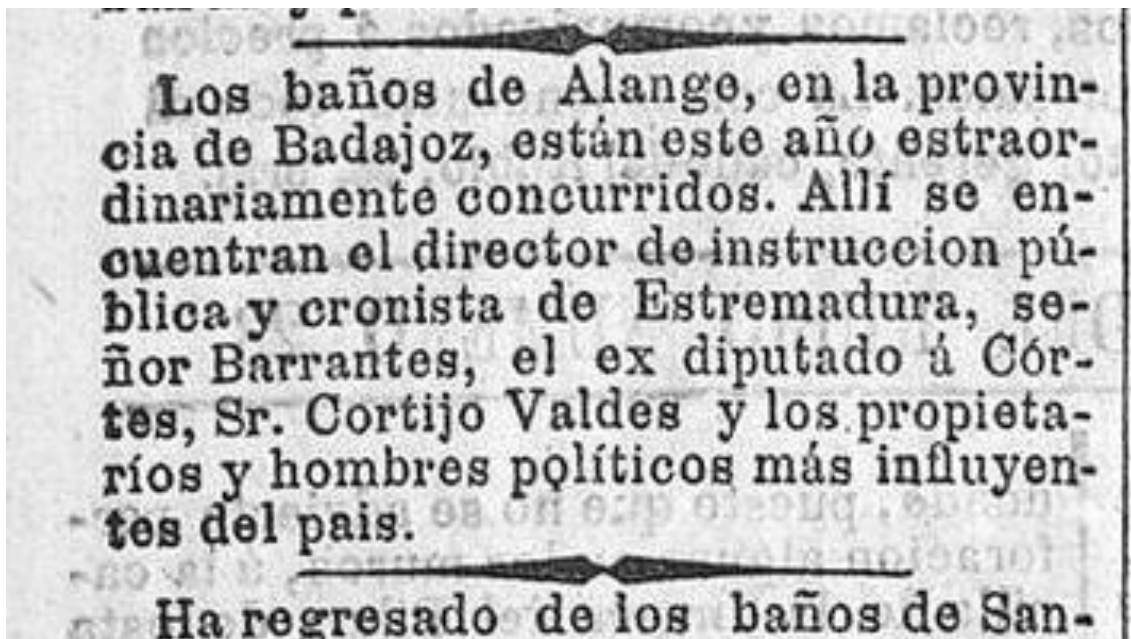 Los baños de Alange, en la provin-
cia de Badajoz, están este año estraor-
dinariamente concurridos. Allí se en-
cuentran el director de instruccion pú-
blica y cronista de Estremadura, se-
ñor Barrantes, el ex diputado á Cór-
tes, Sr. Cortijo Valdes y los propieta-
ríos y hombres políticos más influyen-
tes del pais.
Ha regresado de los baños de San-